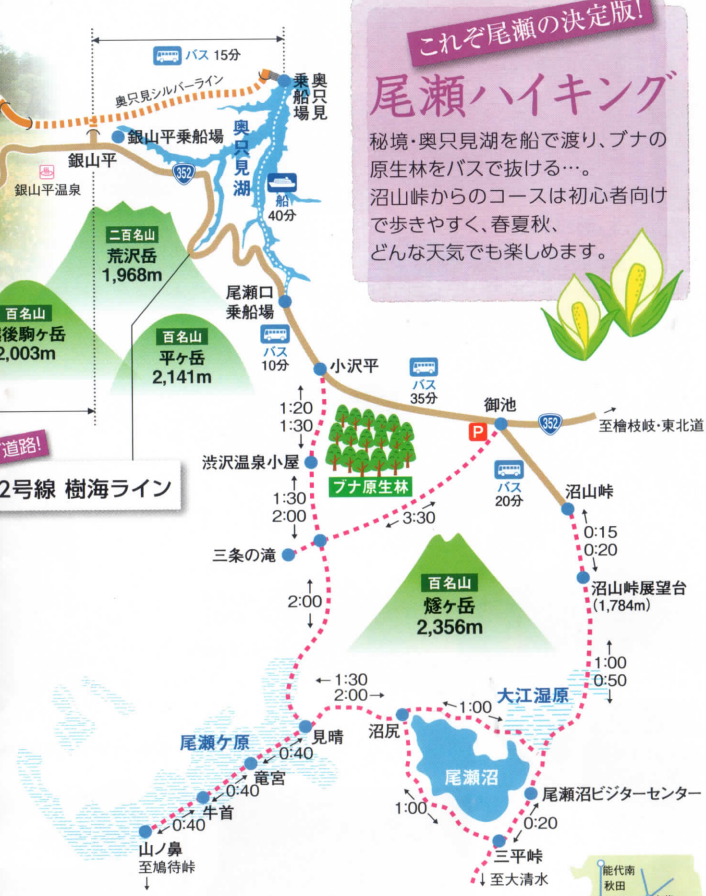 これぞ尾瀬の決定版!
尾瀬ハイキング
秘境・奥只見湖を船で渡り、ブナの
原生林をバスで抜ける…。
沼山峠からのコースは初心者向け
で歩きやすく、春夏秋、
どんな天気でも楽しめます。
バス 15分
奥只見シルバーライン
奥只見
乗船場
銀山平乗船場
銀山平
銀山平温泉
352
奥只見湖
船
40分
二百名山
荒沢岳
1,968m
百名山
後駒ヶ岳
2,003m
百名山
平ヶ岳
2,141m
尾瀬口
乗船場
バス
10分
小沢平
バス
35分
御池
P
352
至檜枝岐・東北道
道路!
2号線 樹海ライン
1:20
1:30
渋沢温泉小屋
ブナ原生林
1:30
2:00
3:30
三条の滝
2:00
バス
20分
沼山峠
0:15
0:20
沼山峠展望台
(1,784m)
百名山
燧ヶ岳
2,356m
1:00
0:50
←1:30
2:00→
大江湿原
1:00
沼尻
尾瀬ケ原
見晴
0:40
竜宮
0:40
牛首
0:40
山ノ鼻
至鳩待峠
↓
尾瀬沼
尾瀬沼ビジターセンター
1:00
0:20
三平峠
↓至大清水
能代南
秋田